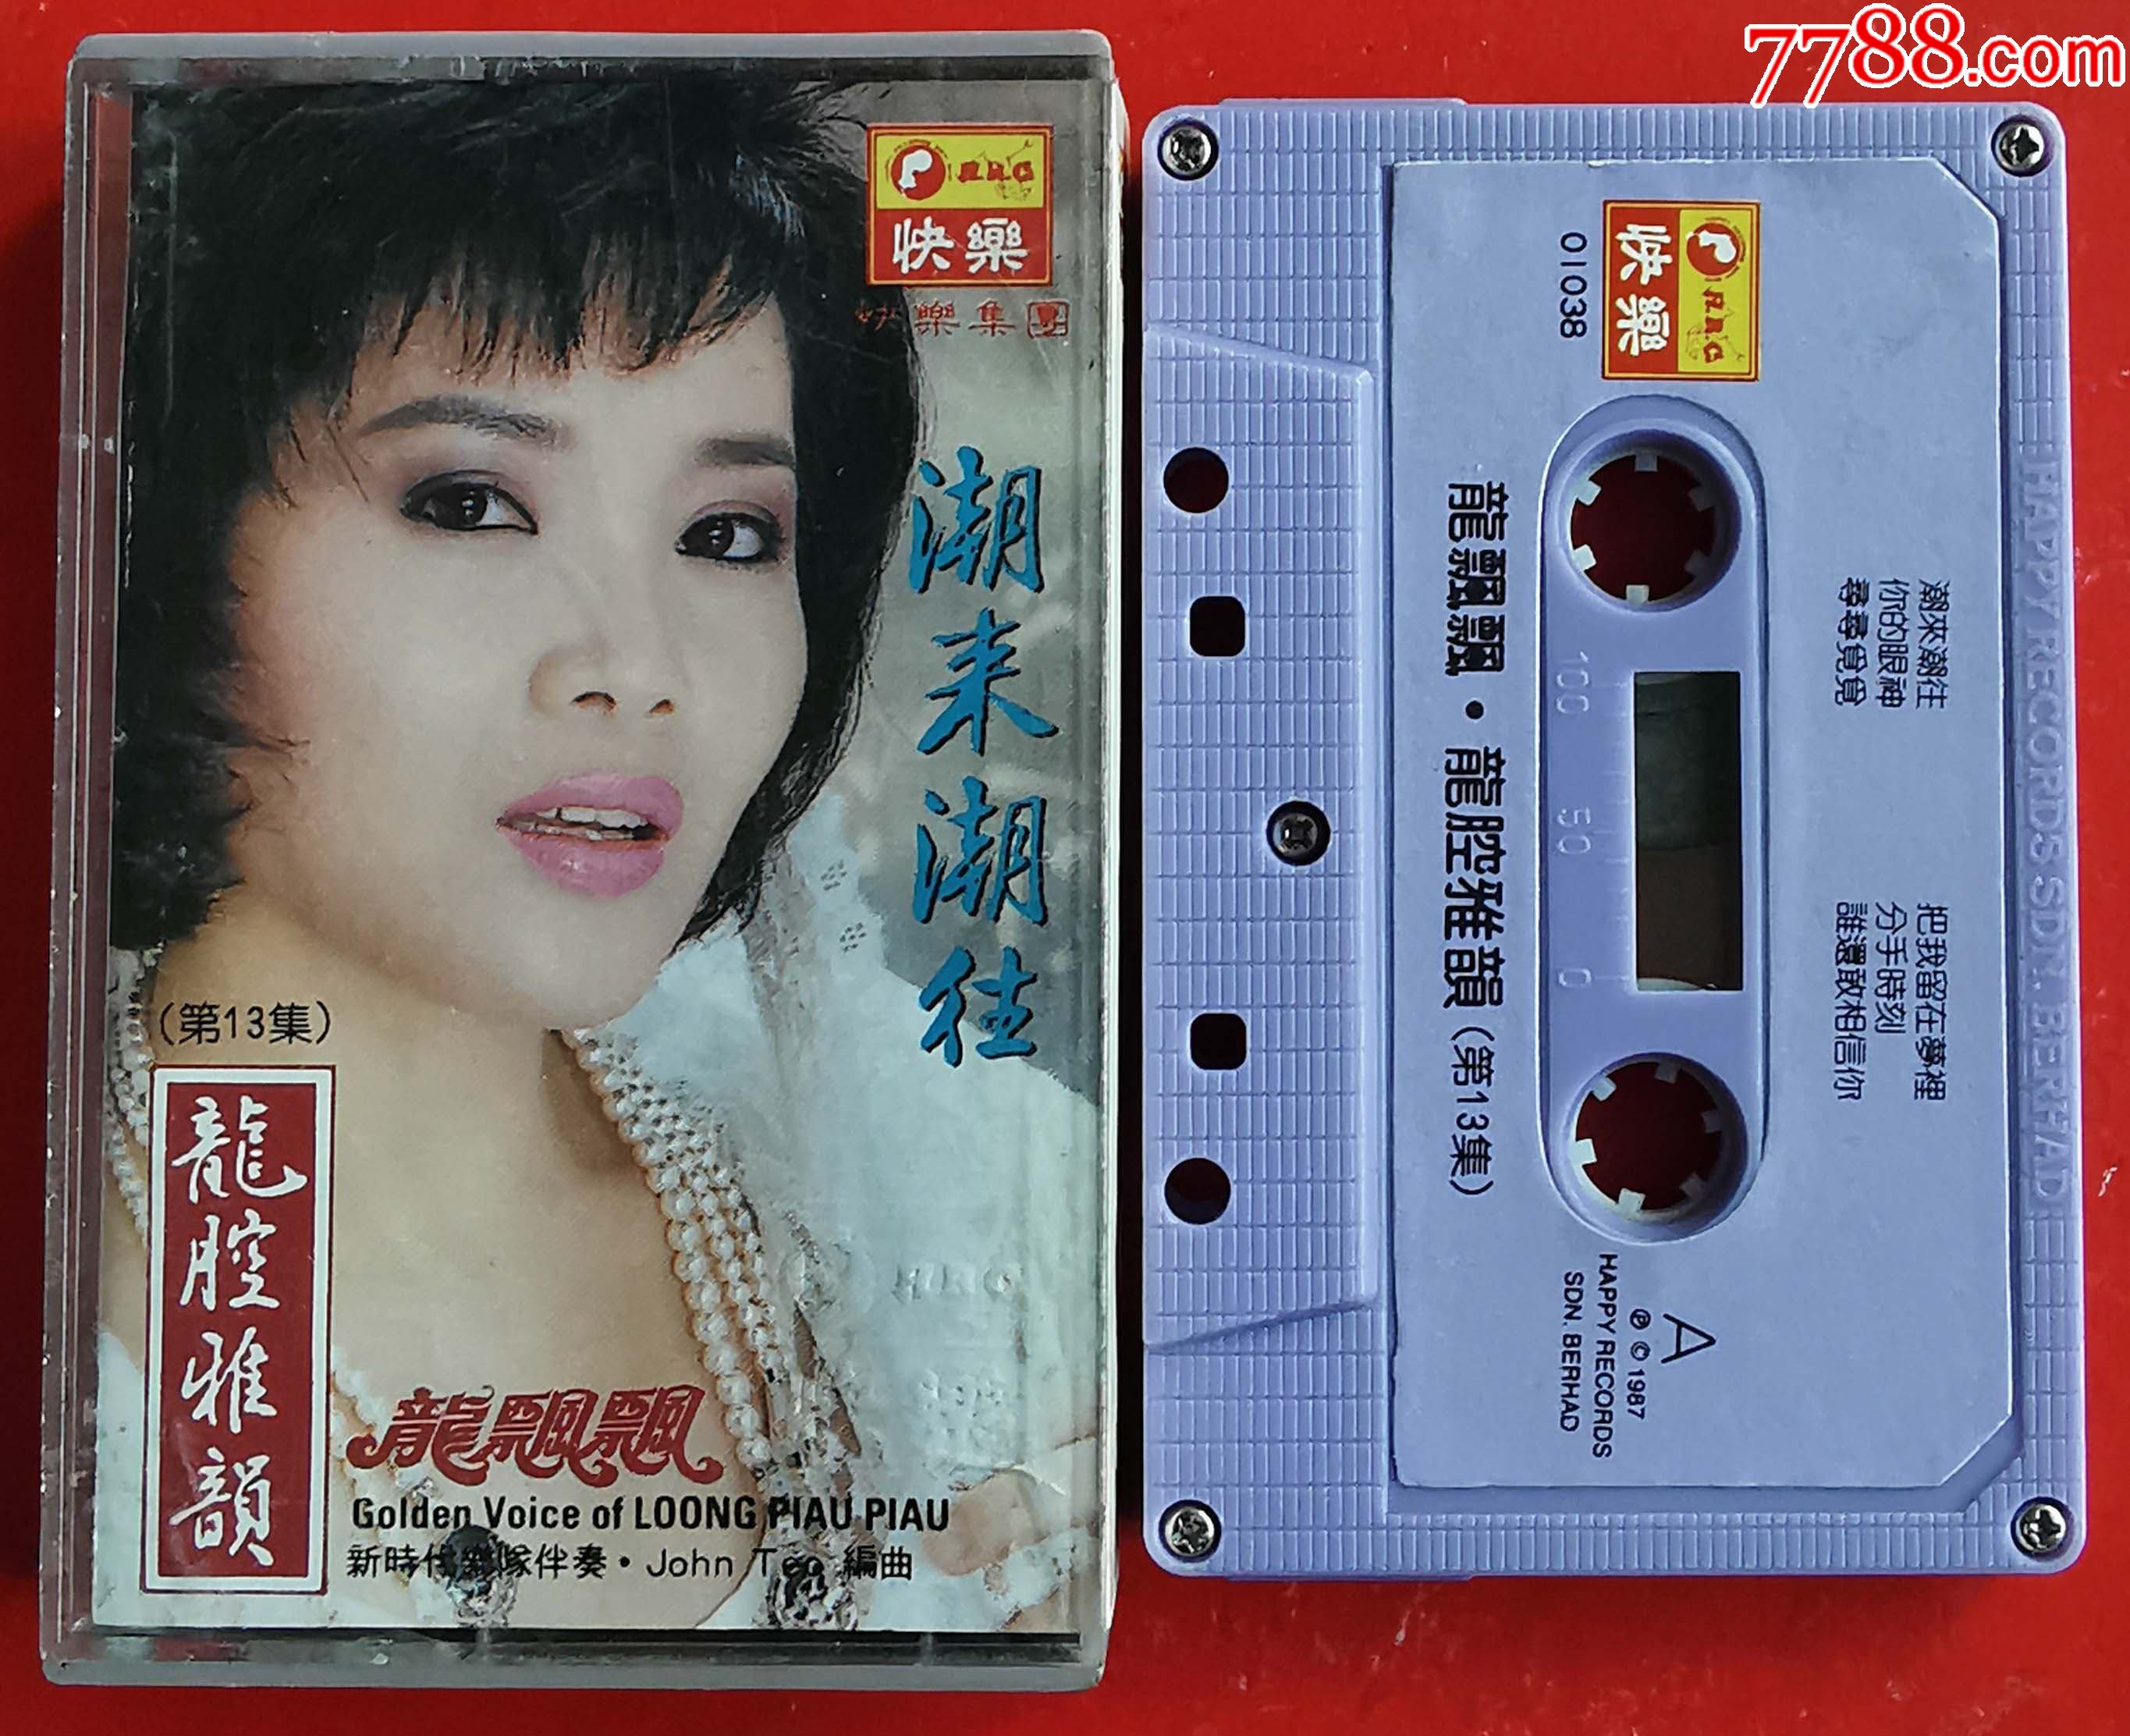 7788.com
HRG
快樂
快樂集團
潮来潮往
(第13集)
龍腔雅韻
龍飄飄
Golden Voice of LOONG PIAU PIAU
新時代樂隊伴奏•John Teo 編曲
快樂
HRG
01038
龍飄飄•龍腔雅韻(第13集)
潮來潮往
你的眼神
尋尋覓覓
把我留在夢裡
分手時刻
誰還敢相信你
100 50 0
A
℗ © 1987
HAPPY RECORDS
SDN. BERHAD
HAPPY RECORDS SDN. BERHAD